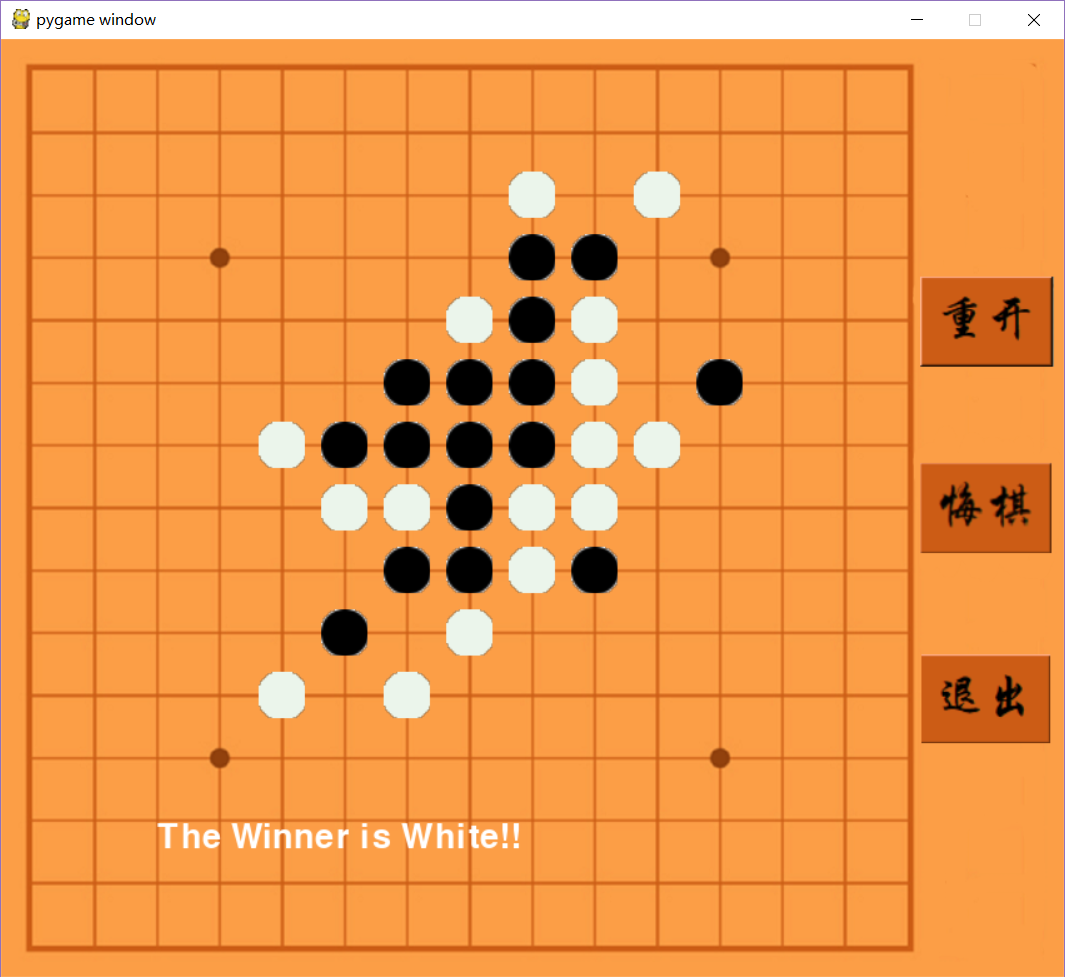 pygame window
重开
悔棋
退出
The Winner is White!!